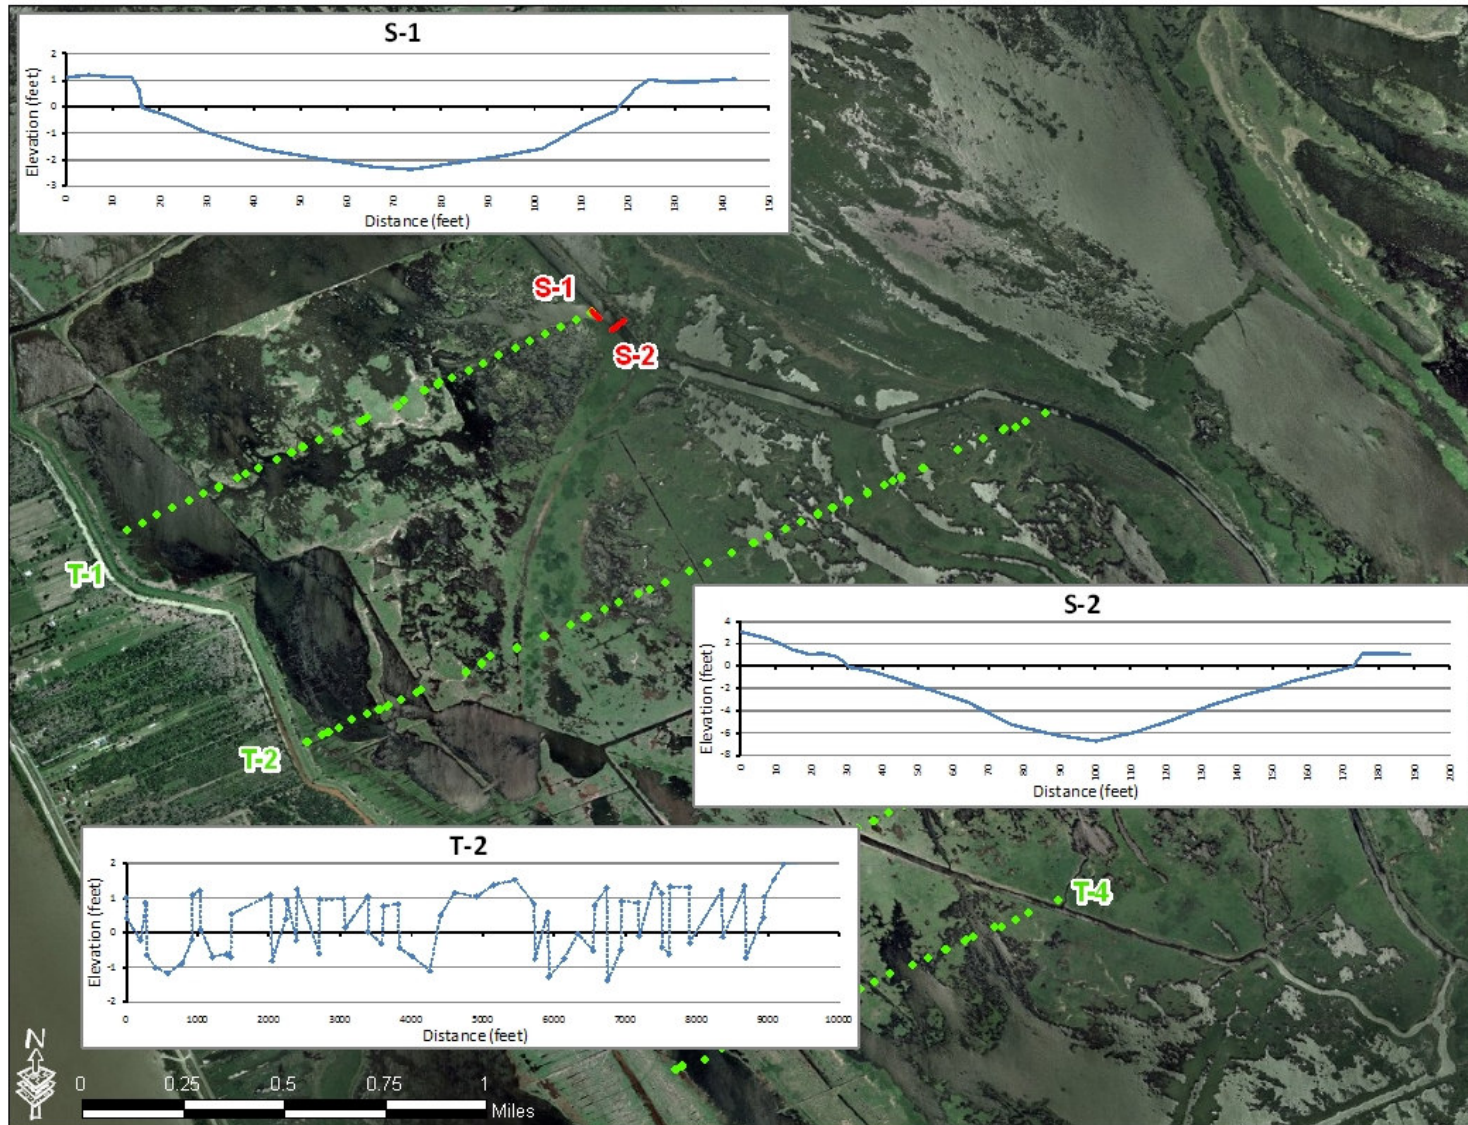 S-1
Elevation (feet)
2
1
0
-1
-2
-3
0 10 20 30 40 50 60 70 80 90 100 110 120 130 140 150
Distance (feet)
S-1
S-2
T-1
T-2
S-2
Elevation (feet)
4
2
0
-2
-4
-6
-8
0 10 20 30 40 50 60 70 80 90 100 110 120 130 140 150 160 170 180 190 200
Distance (feet)
T-2
Elevation (feet)
2
1
0
-1
-2
0 1000 2000 3000 4000 5000 6000 7000 8000 9000 10000
Distance (feet)
T-4
N
0 0.25 0.5 0.75 1
Miles